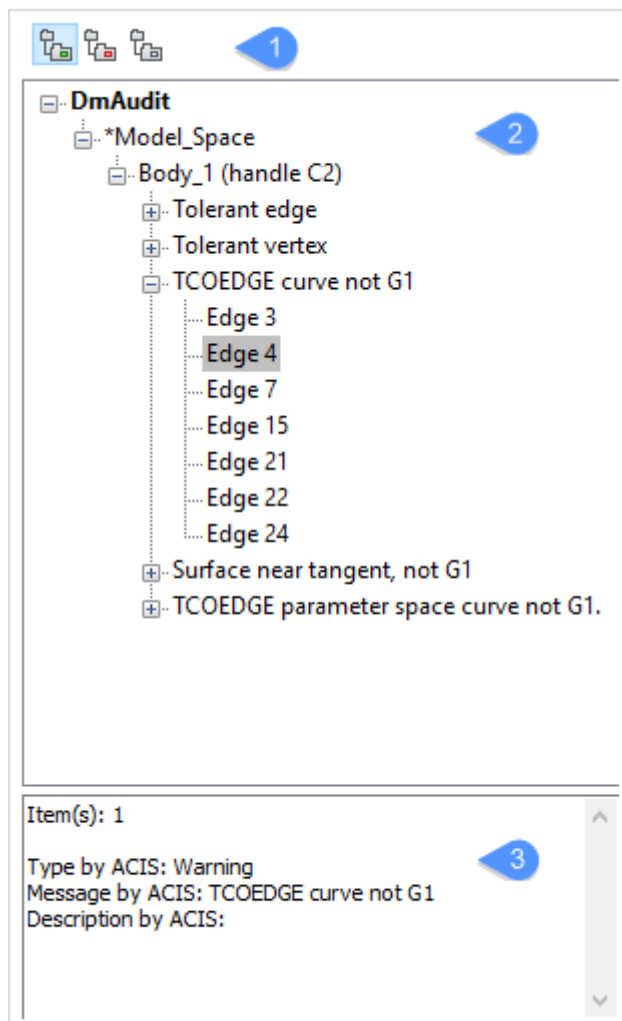 1
DmAudit
*Model_Space
2
Body_1 (handle C2)
Tolerant edge
Tolerant vertex
TCOEDGE curve not G1
Edge 3
Edge 4
Edge 7
Edge 15
Edge 21
Edge 22
Edge 24
Surface near tangent, not G1
TCOEDGE parameter space curve not G1.
Item(s): 1
3
Type by ACIS: Warning
Message by ACIS: TCOEDGE curve not G1
Description by ACIS: